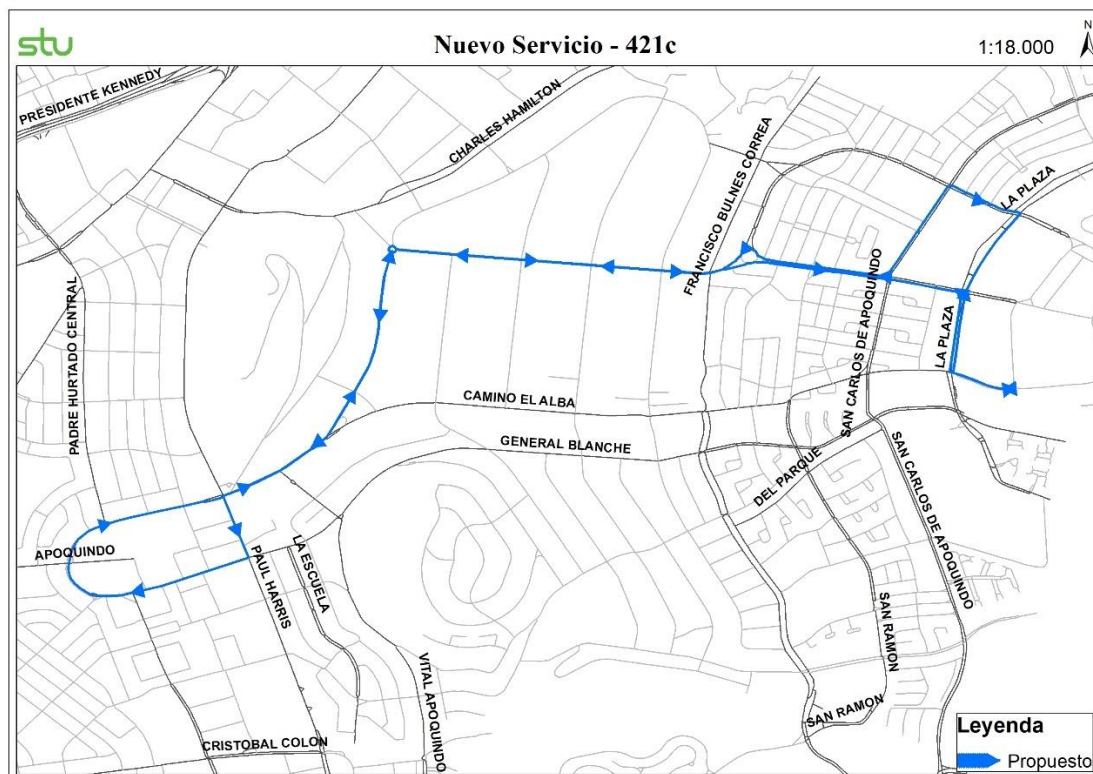 stu
Nuevo Servicio - 421c
1:18.000
N
PRESIDENTE KENNEDY
CHARLES HAMILTON
FRANCISCO BULNES CORREA
LA PLAZA
PADRE HURTADO CENTRAL
SAN CARLOS DE APOQUINDO
LA PLAZA
CAMINO EL ALBA
GENERAL BLANCHE
DEL PARQUE
SAN CARLOS DE APOQUINDO
APOQUINDO
PAUL HARRIS
LA ESCUELA
SAN RAMON
VITAL APOQUINDO
SAN RAMON
CRISTOBAL COLON
Leyenda
Propuesto